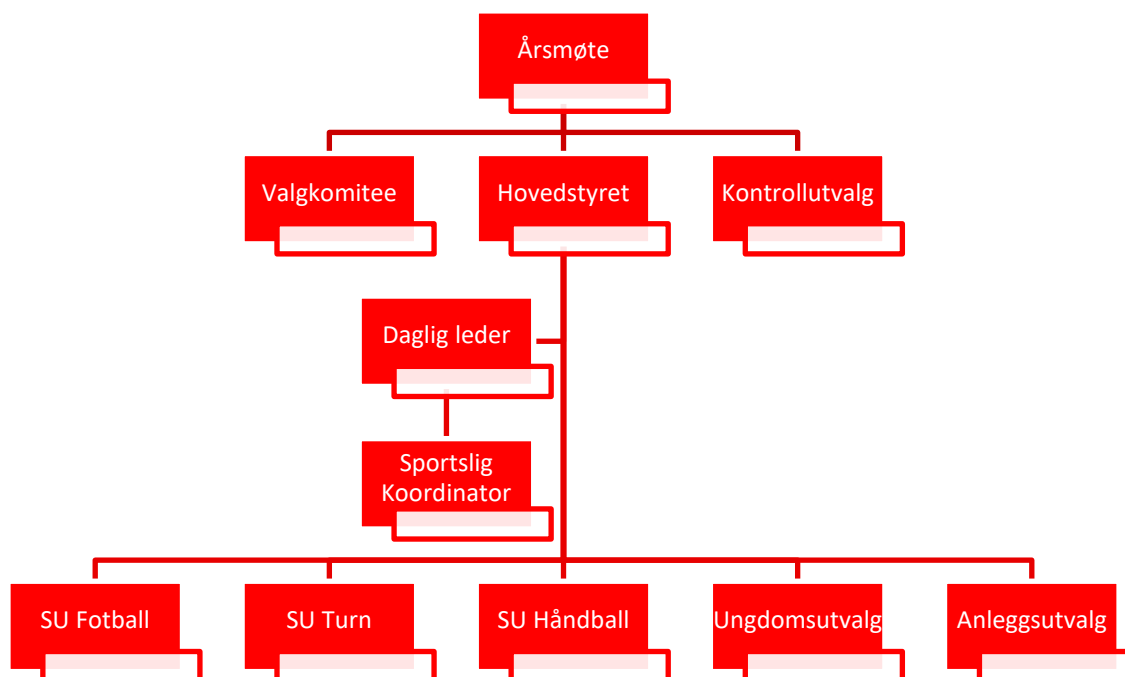 Årsmøte
Valgkomitee
Hovedstyret
Kontrollutvalg
Daglig leder
Sportslig
Koordinator
SU Fotball
SU Turn
SU Håndball
Ungdomsutvalg
Anleggsutvalg